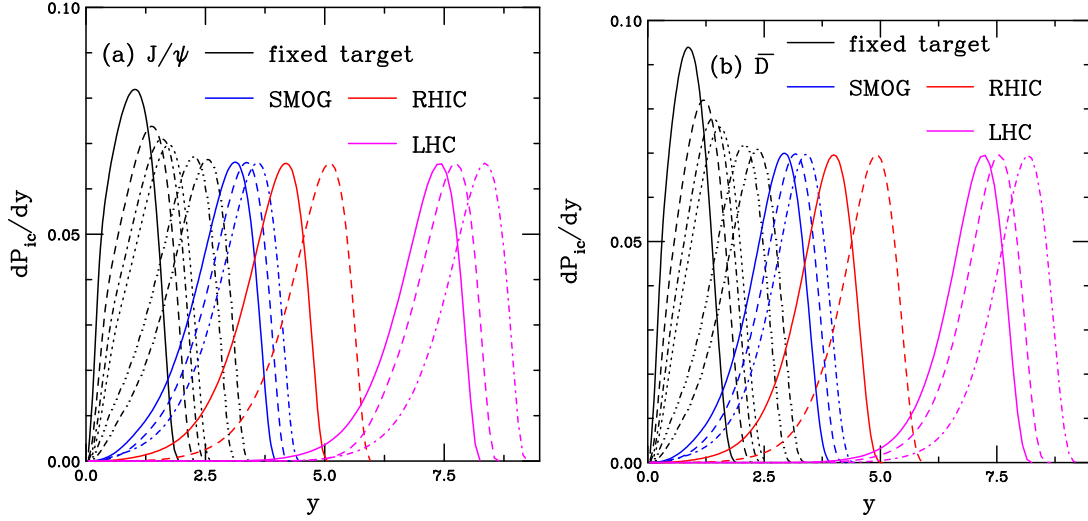 0.10
(a) J/ψ
fixed target
SMOG
RHIC
LHC
0.05
dP_ic/dy
0.00
0.0
2.5
5.0
7.5
y
0.10
(b) D̅
fixed target
SMOG
RHIC
LHC
0.05
dP_ic/dy
0.00
0.0
2.5
5.0
7.5
y